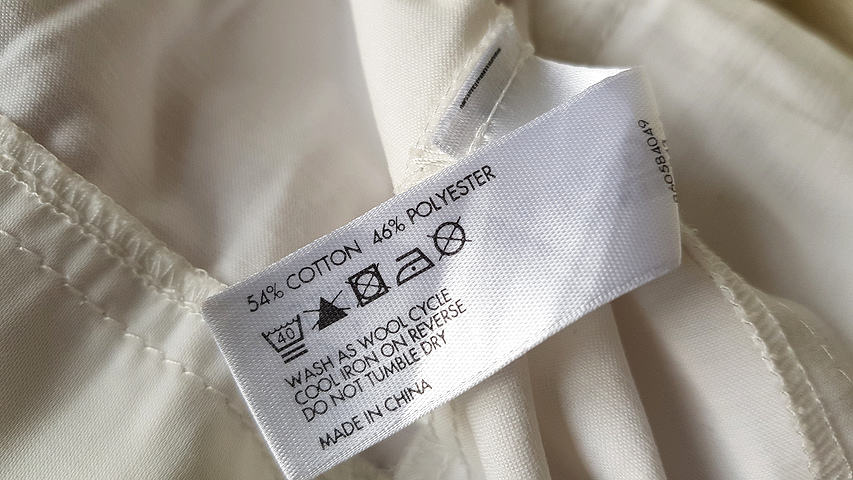 54% COTTON 46% POLYESTER
40
WASH AS WOOL CYCLE
COOL IRON ON REVERSE
DO NOT TUMBLE DRY
MADE IN CHINA